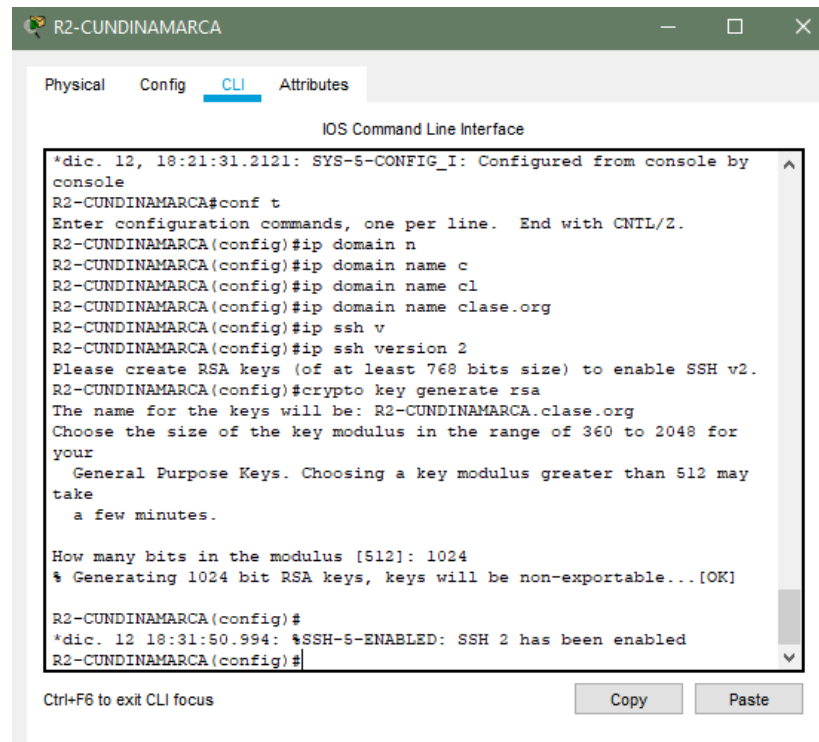 R2-CUNDINAMARCA
Physical Config CLI Attributes
IOS Command Line Interface
*dic. 12, 18:21:31.2121: SYS-5-CONFIG_I: Configured from console by
console
R2-CUNDINAMARCA#conf t
Enter configuration commands, one per line.  End with CNTL/Z.
R2-CUNDINAMARCA(config)#ip domain n
R2-CUNDINAMARCA(config)#ip domain name c
R2-CUNDINAMARCA(config)#ip domain name cl
R2-CUNDINAMARCA(config)#ip domain name clase.org
R2-CUNDINAMARCA(config)#ip ssh v
R2-CUNDINAMARCA(config)#ip ssh version 2
Please create RSA keys (of at least 768 bits size) to enable SSH v2.
R2-CUNDINAMARCA(config)#crypto key generate rsa
The name for the keys will be: R2-CUNDINAMARCA.clase.org
Choose the size of the key modulus in the range of 360 to 2048 for
your
  General Purpose Keys. Choosing a key modulus greater than 512 may
take
  a few minutes.

How many bits in the modulus [512]: 1024
% Generating 1024 bit RSA keys, keys will be non-exportable...[OK]

R2-CUNDINAMARCA(config)#
*dic. 12 18:31:50.994: %SSH-5-ENABLED: SSH 2 has been enabled
R2-CUNDINAMARCA(config)#
Ctrl+F6 to exit CLI focus Copy Paste